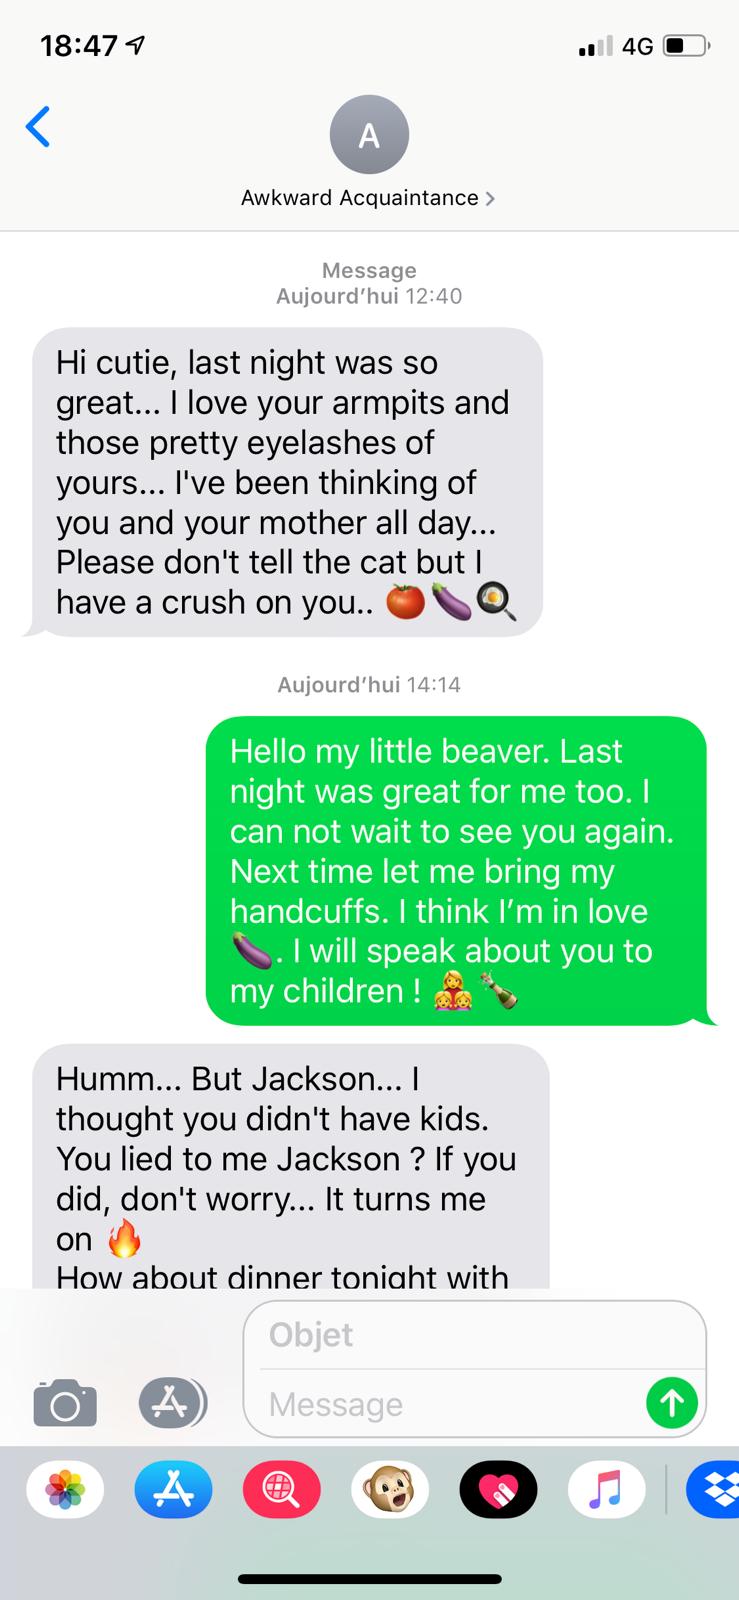 18:47
4G
A
Awkward Acquaintance
Message
Aujourd’hui 12:40
Hi cutie, last night was so
great... I love your armpits and
those pretty eyelashes of
yours... I've been thinking of
you and your mother all day...
Please don't tell the cat but I
have a crush on you.. 🍅🍆🍳
Aujourd’hui 14:14
Hello my little beaver. Last
night was great for me too. I
can not wait to see you again.
Next time let me bring my
handcuffs. I think I’m in love
🍆. I will speak about you to
my children ! 👩‍👧‍👧🍾
Humm... But Jackson... I
thought you didn't have kids.
You lied to me Jackson ? If you
did, don't worry... It turns me
on 🔥
How about dinner tonight with
Objet
Message